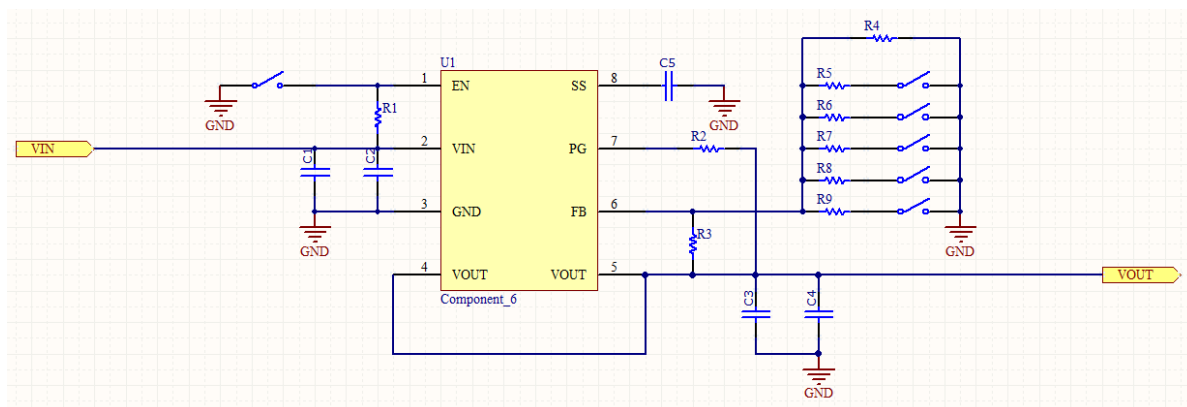 R4
U1
C5
R5
1
EN
SS
8
GND
R1
GND
R6
VIN
2
VIN
PG
7
R2
R7
C1
C2
R8
3
GND
FB
6
R9
GND
R3
GND
4
VOUT
VOUT
5
VOUT
Component_6
C3
C4
GND